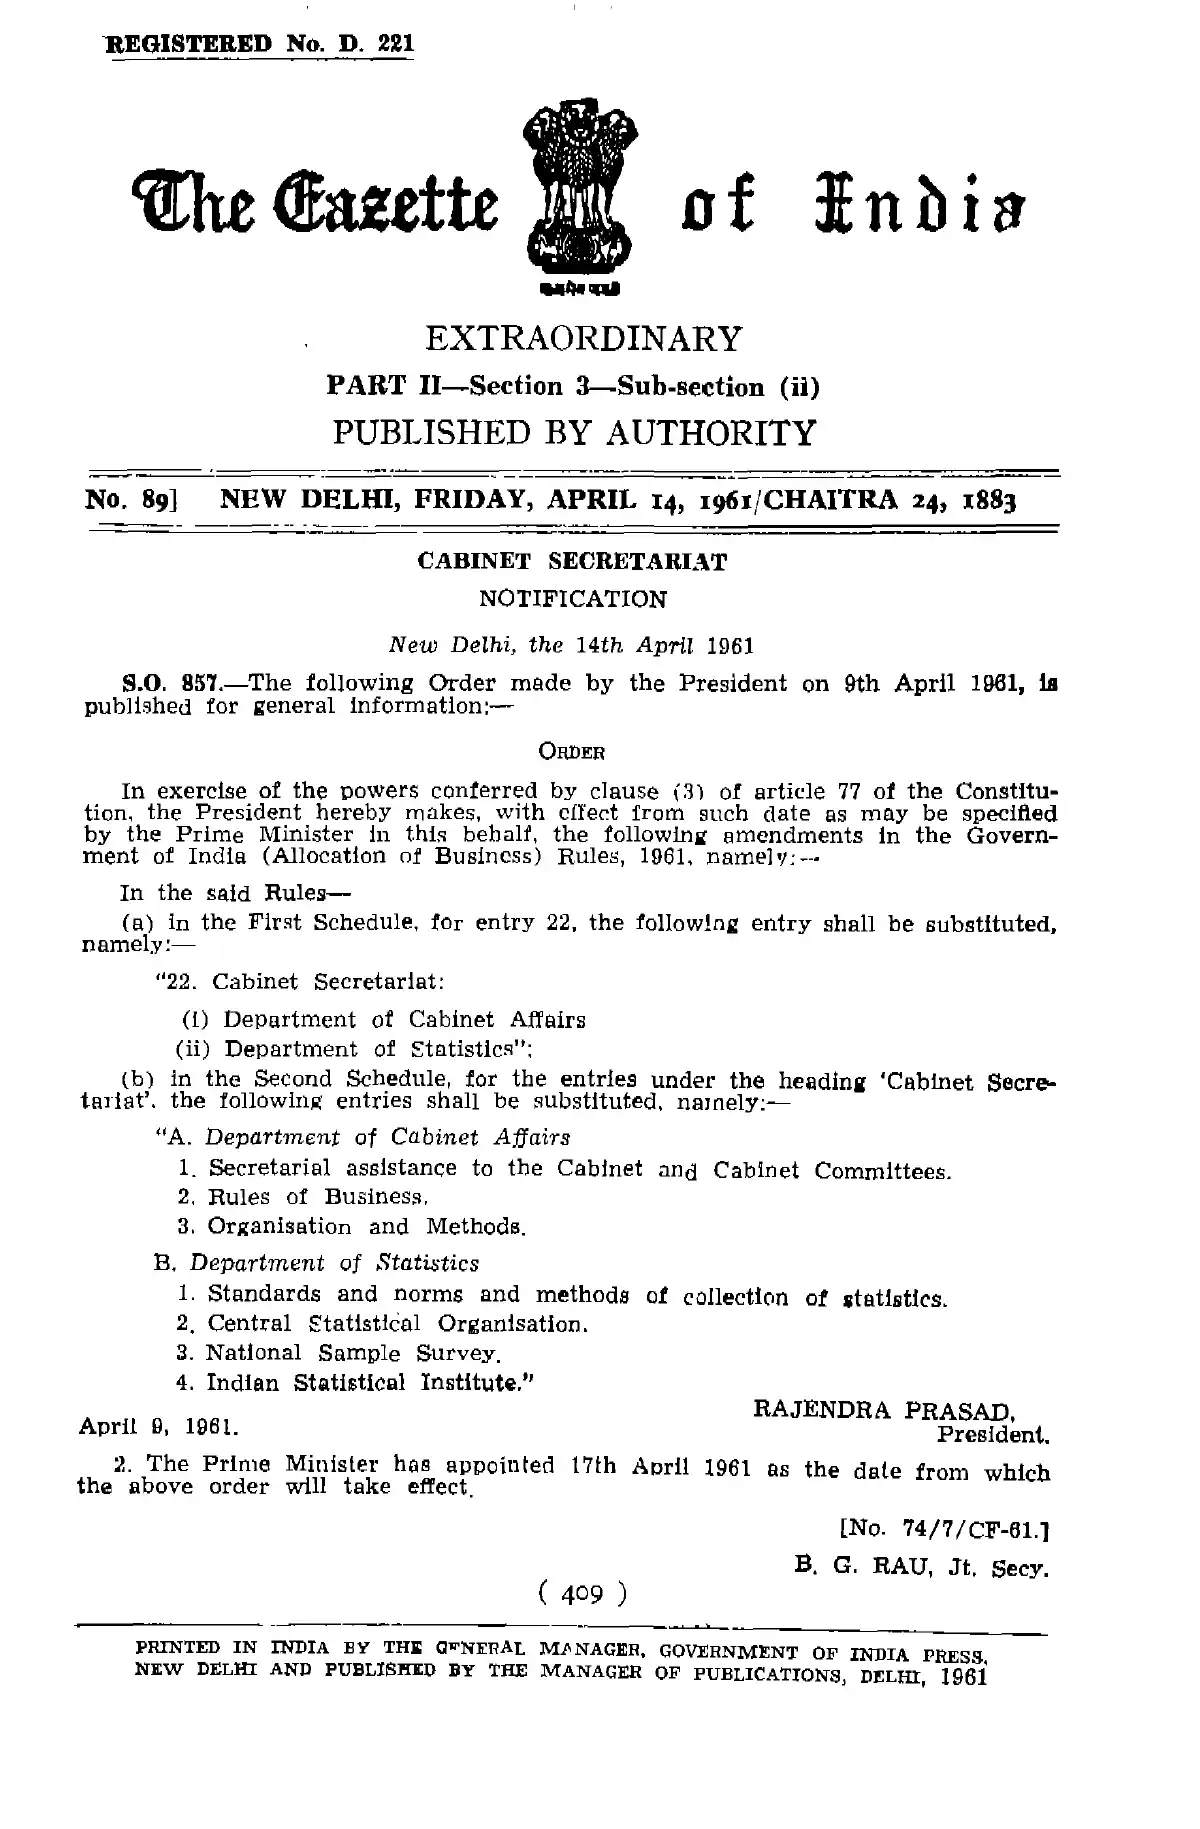 REGISTERED No. D. 221
The Gazette of India
EXTRAORDINARY
PART II—Section 3—Sub-section (ii)
PUBLISHED BY AUTHORITY
No. 89] NEW DELHI, FRIDAY, APRIL 14, 1961/CHAITRA 24, 1883
CABINET SECRETARIAT
NOTIFICATION
New Delhi, the 14th April 1961
S.O. 857.—The following Order made by the President on 9th April 1961, is
published for general information:—
ORDER
In exercise of the powers conferred by clause (3) of article 77 of the Constitu-
tion, the President hereby makes, with effect from such date as may be specified
by the Prime Minister in this behalf, the following amendments in the Govern-
ment of India (Allocation of Business) Rules, 1961, namely:—
In the said Rules—
(a) in the First Schedule, for entry 22, the following entry shall be substituted,
namely:—
"22. Cabinet Secretariat:
(i) Department of Cabinet Affairs
(ii) Department of Statistics";
(b) in the Second Schedule, for the entries under the heading 'Cabinet Secre-
tariat', the following entries shall be substituted, namely:—
"A. Department of Cabinet Affairs
1. Secretarial assistance to the Cabinet and Cabinet Committees.
2. Rules of Business.
3. Organisation and Methods.
B. Department of Statistics
1. Standards and norms and methods of collection of statistics.
2. Central Statistical Organisation.
3. National Sample Survey.
4. Indian Statistical Institute."
RAJENDRA PRASAD,
April 9, 1961.
President.
2. The Prime Minister has appointed 17th April 1961 as the date from which
the above order will take effect.
[No. 74/7/CF-61.]
B. G. RAU, Jt. Secy.
( 409 )
PRINTED IN INDIA BY THE GENERAL MANAGER, GOVERNMENT OF INDIA PRESS,
NEW DELHI AND PUBLISHED BY THE MANAGER OF PUBLICATIONS, DELHI, 1961